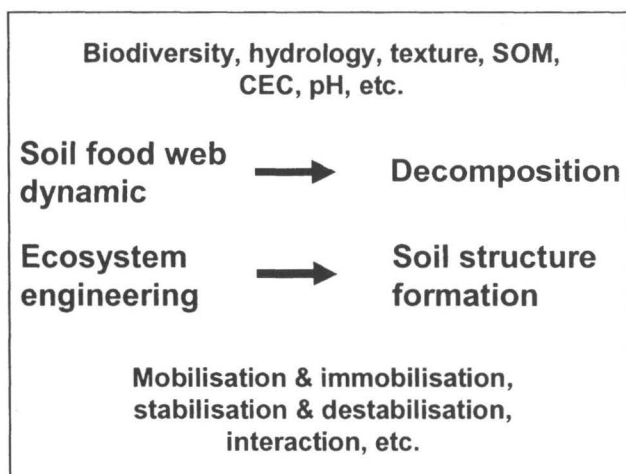 Biodiversity, hydrology, texture, SOM,
CEC, pH, etc.
Soil food web
dynamic
Decomposition
Ecosystem
engineering
Soil structure
formation
Mobilisation & immobilisation,
stabilisation & destabilisation,
interaction, etc.